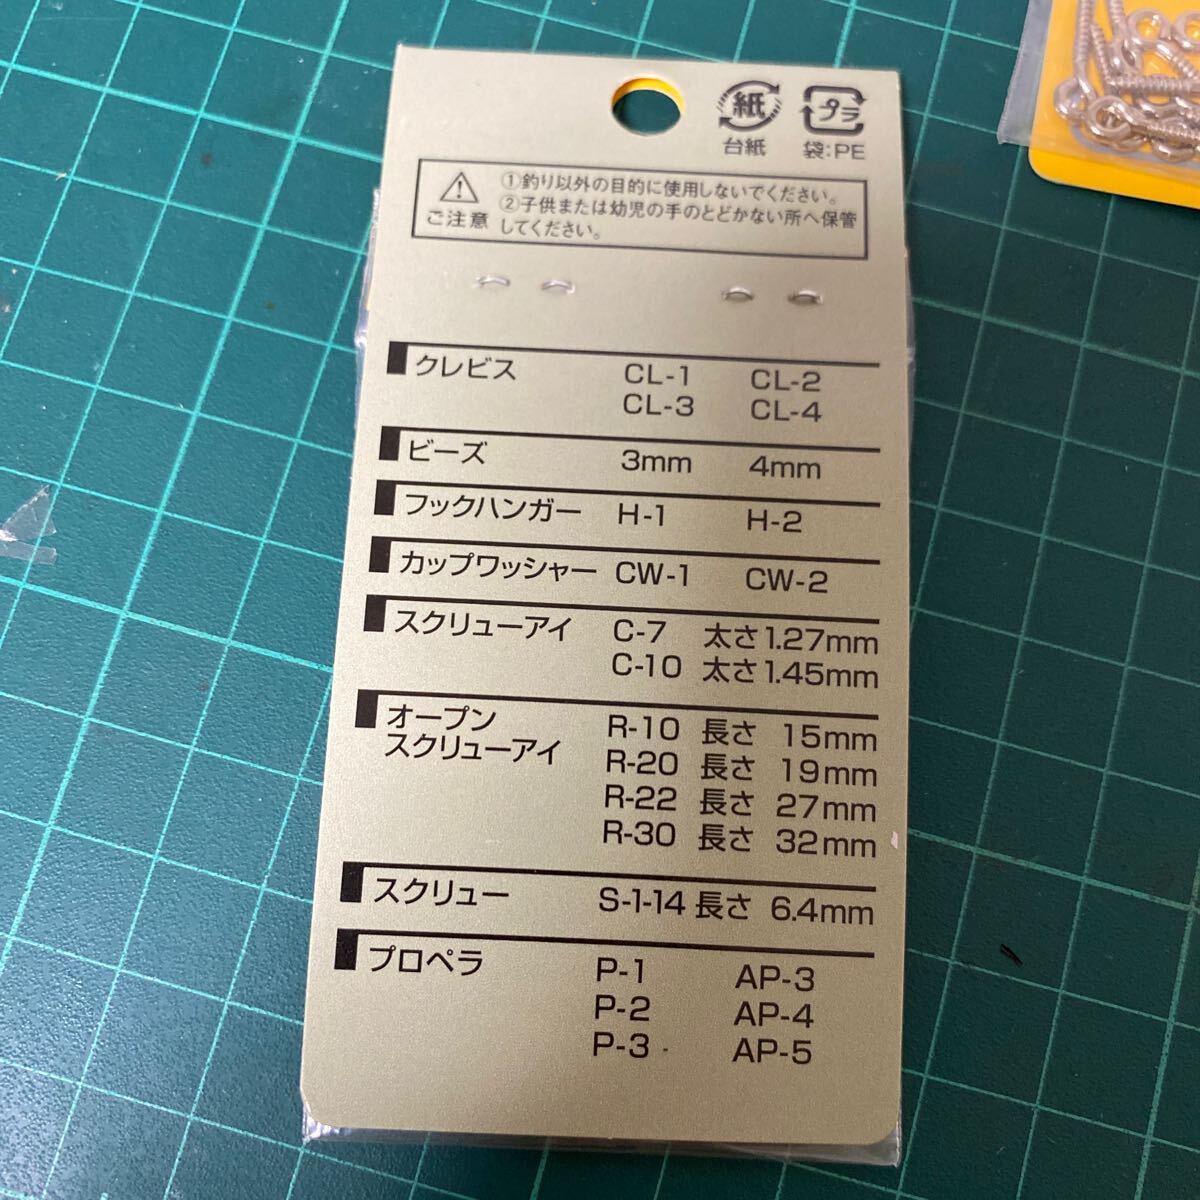 紙 プラ
台紙 袋:PE
ご注意
①釣り以外の目的に使用しないでください。
②子供または幼児の手のとどかない所へ保管
してください。
クレビス CL-1 CL-2
CL-3 CL-4
ビーズ 3mm 4mm
フックハンガー H-1 H-2
カップワッシャー CW-1 CW-2
スクリューアイ C-7 太さ1.27mm
C-10 太さ1.45mm
オープン R-10 長さ 15mm
スクリューアイ R-20 長さ 19mm
R-22 長さ 27mm
R-30 長さ 32mm
スクリュー S-1-14 長さ 6.4mm
プロペラ P-1 AP-3
P-2 AP-4
P-3 AP-5